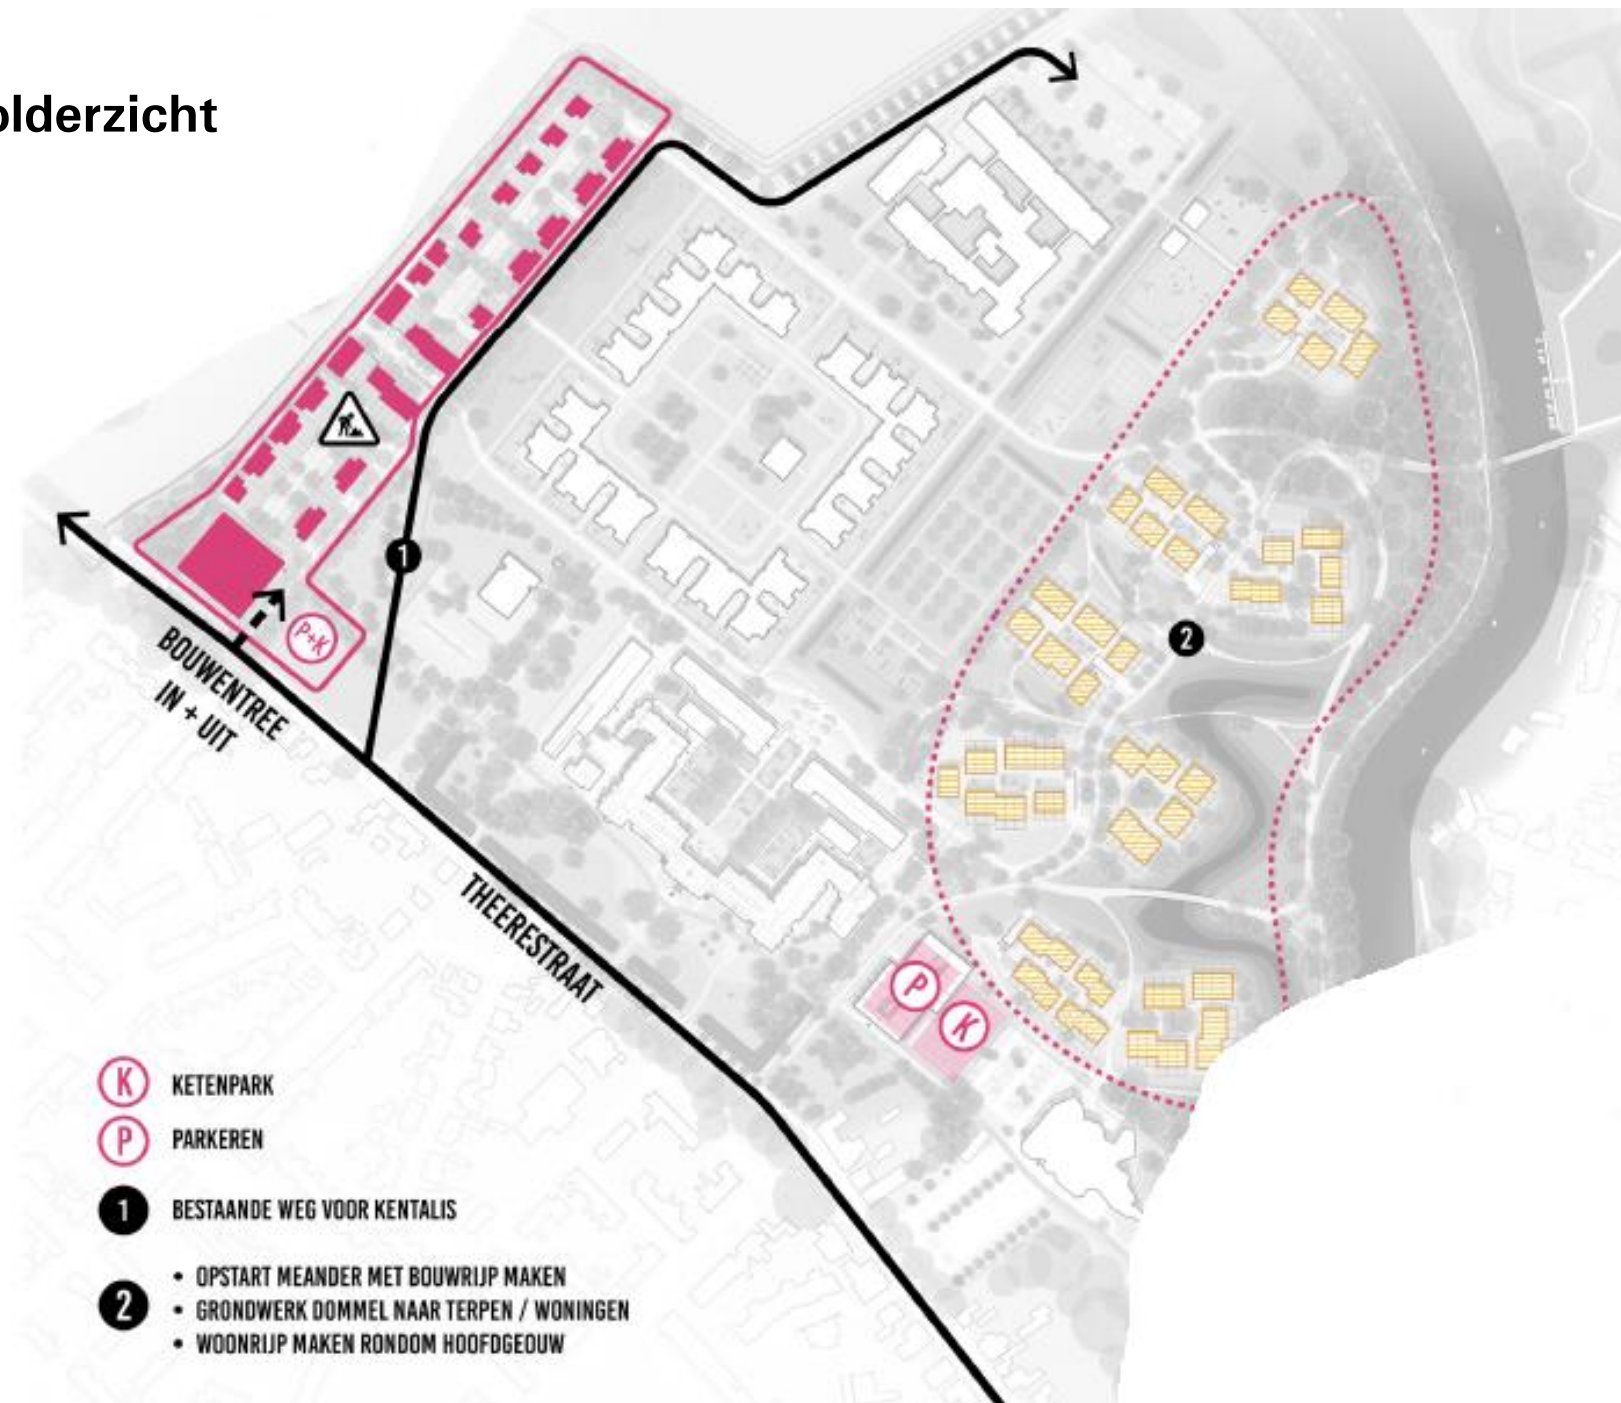 olderzicht
1
P+K
BOUWENTREE
IN + UIT
2
THEERESTRAAT
P
K
K KETENPARK
P PARKEREN
1 BESTAANDE WEG VOOR KENTALIS
2
• OPSTART MEANDER MET BOUWRIJP MAKEN
• GRONDWERK DOMMEL NAAR TERPEN / WONINGEN
• WOONRIJP MAKEN RONDOM HOOFDGEOUW